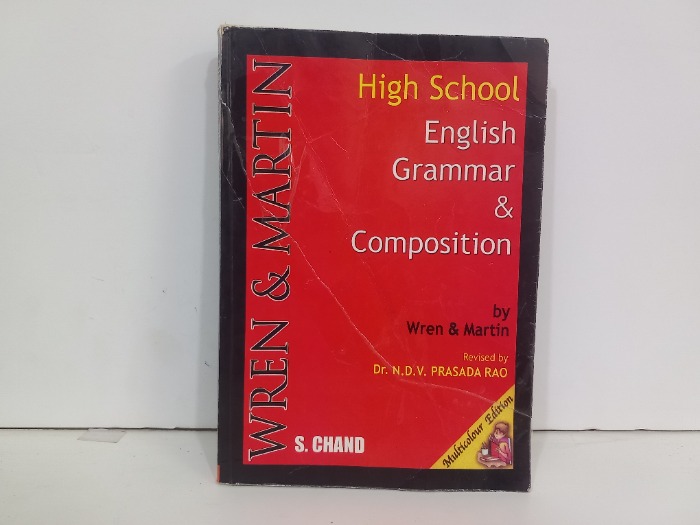 WREN & MARTIN
High School
English
Grammar
&
Composition
by
Wren & Martin
Revised by
Dr. N.D.V. PRASADA RAO
S. CHAND
Multicolour Edition